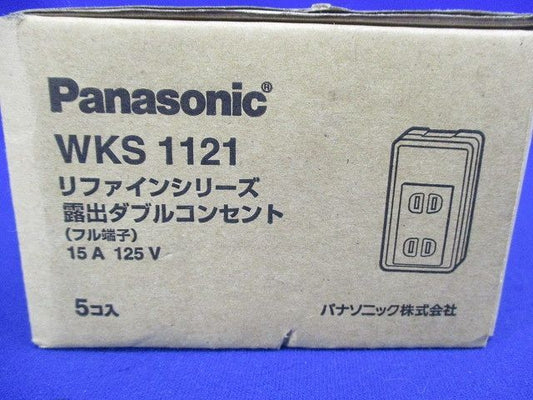 Panasonic®
WKS 1121
リファインシリーズ
露出ダブルコンセント
(フル端子)
15A 125V
5コ入
パナソニック株式会社